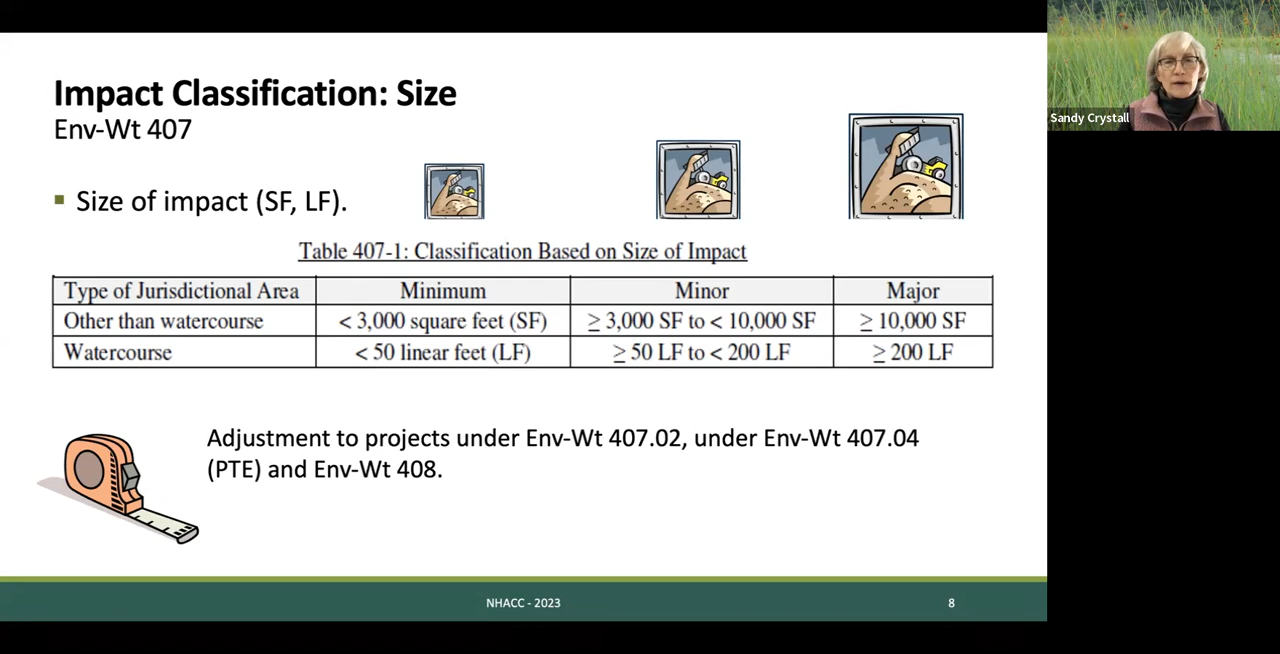 Impact Classification: Size
Env-Wt 407
▪ Size of impact (SF, LF).
Table 407-1: Classification Based on Size of Impact
Type of Jurisdictional Area Minimum Minor Major
Other than watercourse < 3,000 square feet (SF) ≥ 3,000 SF to < 10,000 SF ≥ 10,000 SF
Watercourse < 50 linear feet (LF) ≥ 50 LF to < 200 LF ≥ 200 LF
Adjustment to projects under Env-Wt 407.02, under Env-Wt 407.04
(PTE) and Env-Wt 408.
NHACC - 2023 8
Sandy Crystall